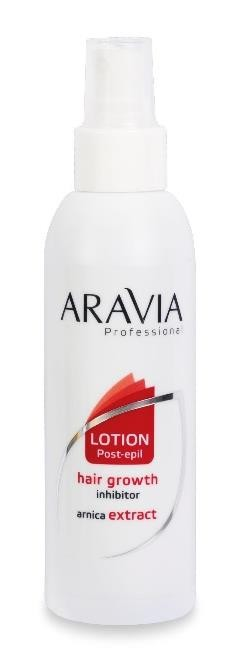 ARAVIA
Professional
LOTION
Post-epil
hair growth
inhibitor
arnica extract